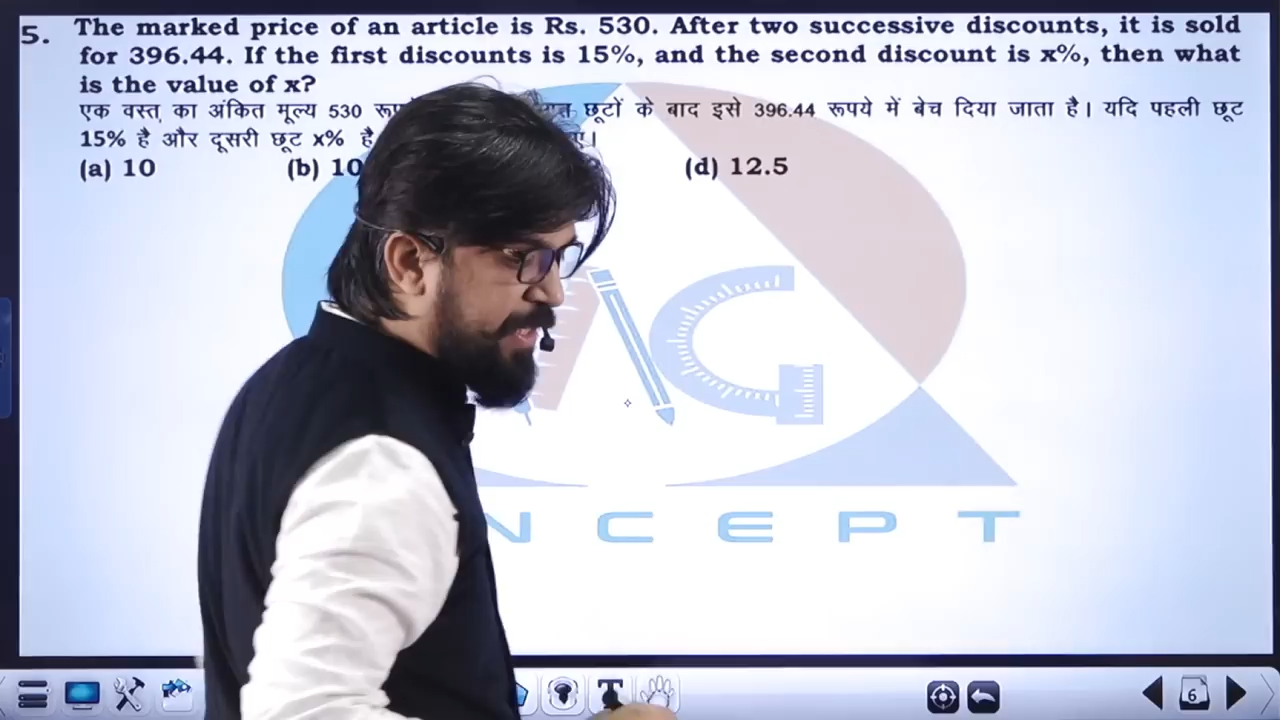 5. The marked price of an article is Rs. 530. After two successive discounts, it is sold
for 396.44. If the first discounts is 15%, and the second discount is x%, then what
is the value of x?
एक वस्तु का अंकित मूल्य 530 छूटों के बाद इसे 396.44 रूपये में बेच दिया जाता है। यदि पहली छूट
15% है और दूसरी छूट x% है
(a) 10 (b) 10 (d) 12.5
NCEPT
T
6